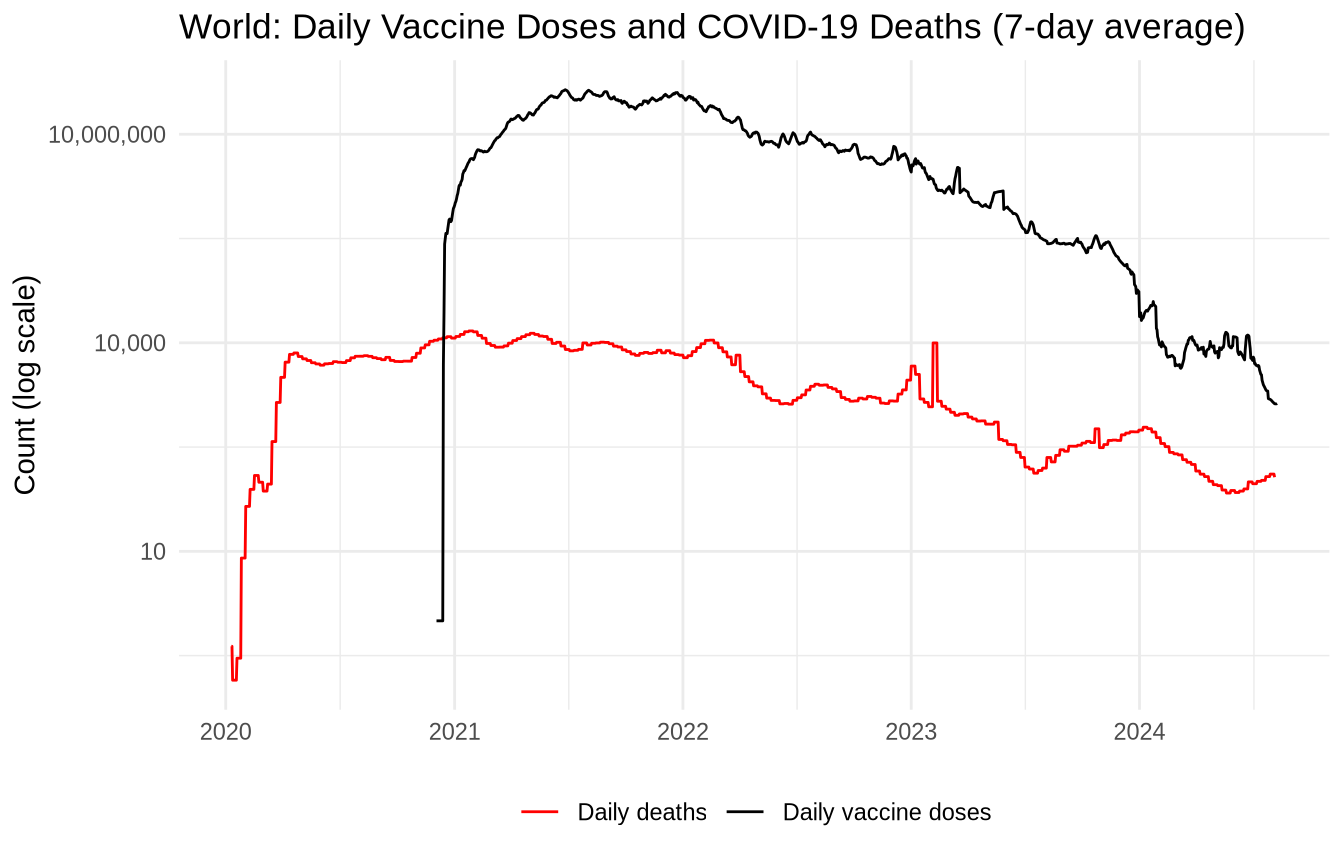 World: Daily Vaccine Doses and COVID-19 Deaths (7-day average)
Count (log scale)
10,000,000
10,000
10
2020 2021 2022 2023 2024
Daily deaths Daily vaccine doses